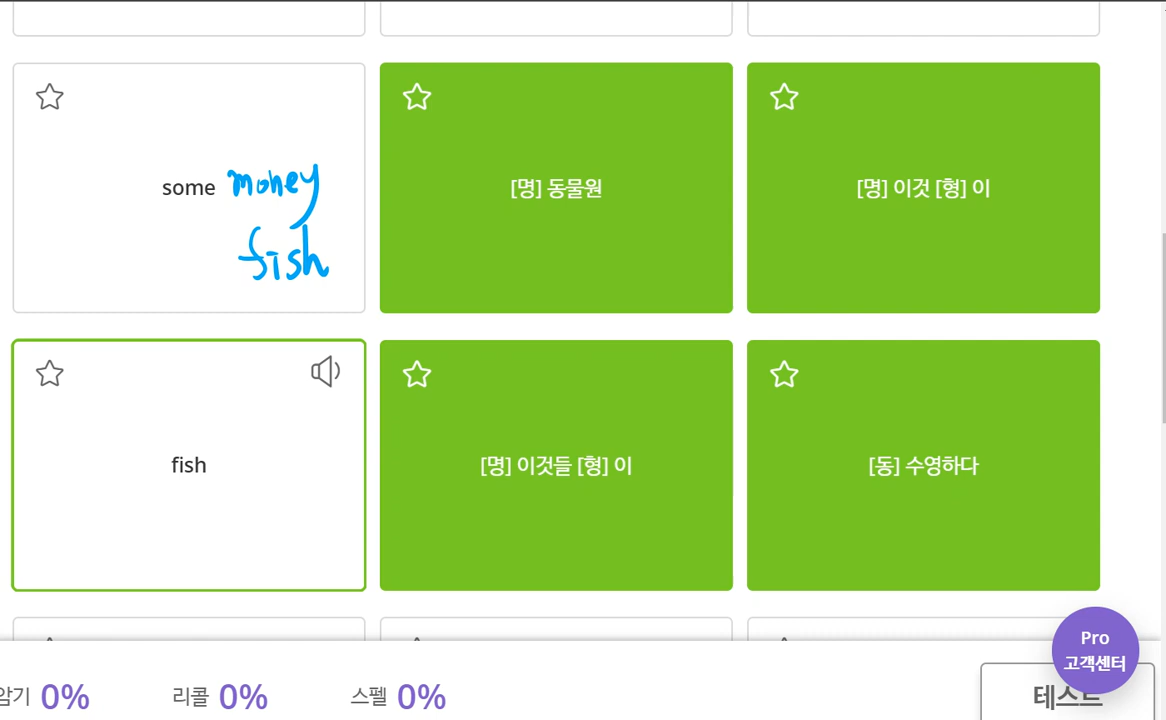 some money
fish
[명] 동물원
[명] 이것 [형] 이
fish
[명] 이것들 [형] 이
[동] 수영하다
암기 0%
리콜 0%
스펠 0%
Pro
고객센터
테스트